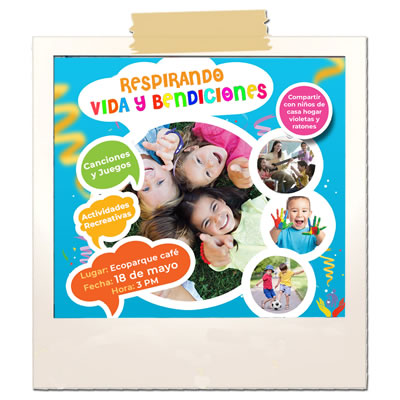 RESPIRANDO
VIDA Y BENDICIONES
Compartir
con niños de
casa hogar
violetas y
ratones
Canciones
y Juegos
Actividades
Recreativas
Lugar: Ecoparque café
Fecha: 18 de mayo
Hora: 3 PM